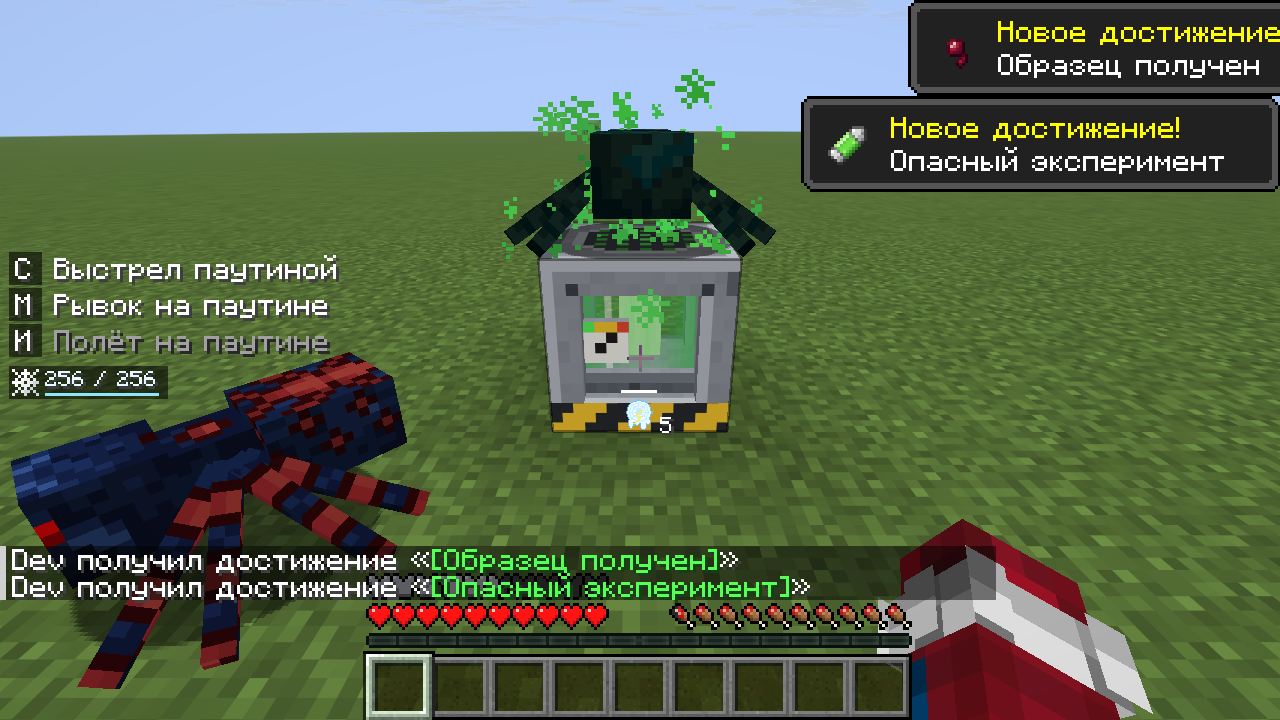 Новое достижение
Образец получен
Новое достижение!
Опасный эксперимент
C Выстрел паутиной
М Рывок на паутине
И Полёт на паутине
256 / 256
5
Dev получил достижение «[Образец получен]»
Dev получил достижение «[Опасный эксперимент]»